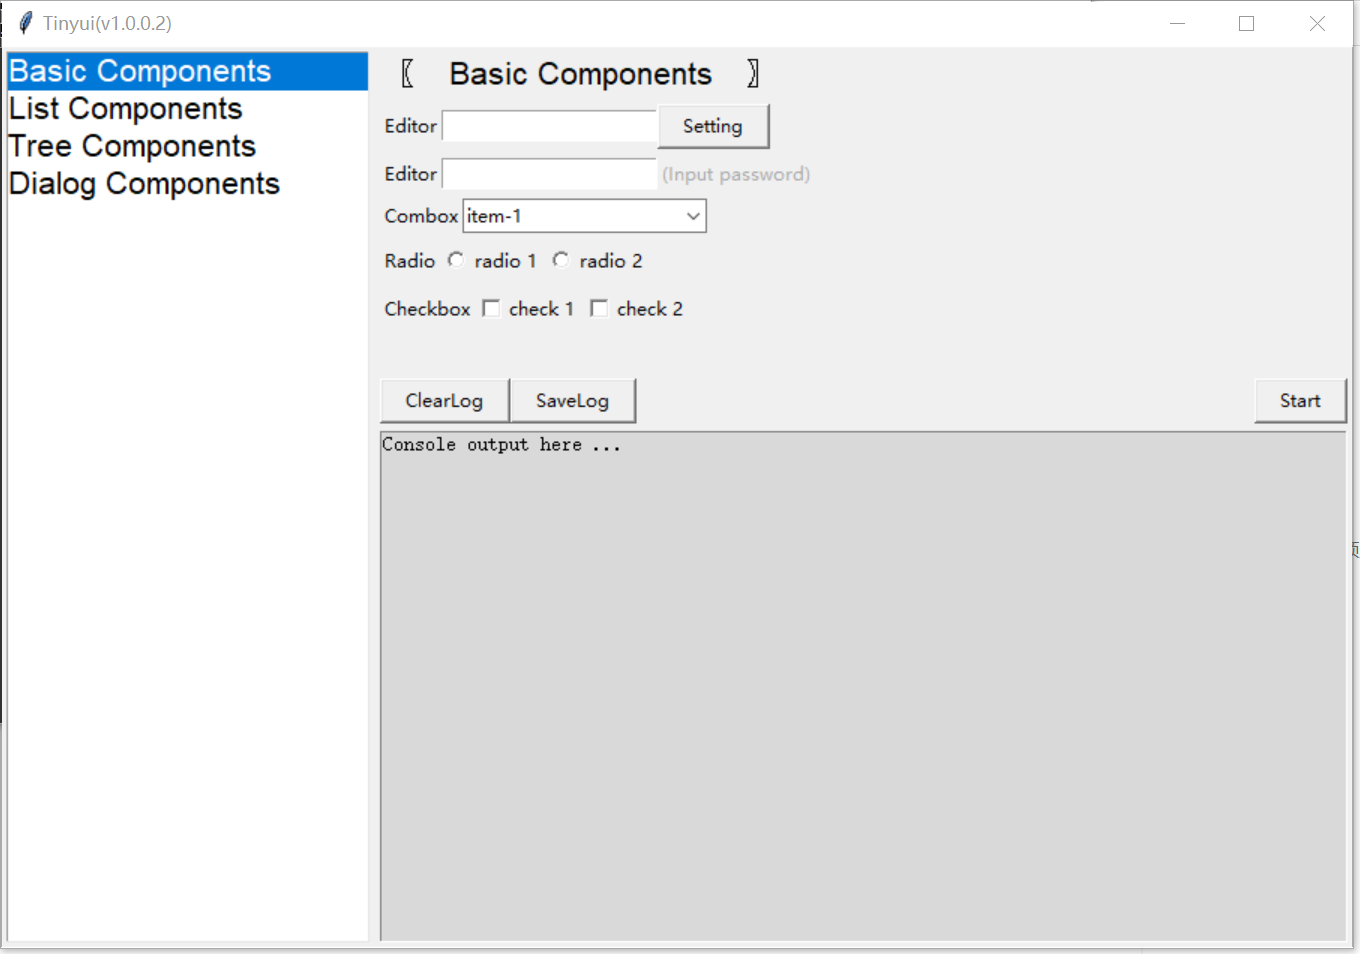 Tinyui(v1.0.0.2)
Basic Components
List Components
Tree Components
Dialog Components
〖 Basic Components 〗
Editor Setting
Editor (Input password)
Combox item-1
Radio radio 1 radio 2
Checkbox check 1 check 2
ClearLog SaveLog Start
Console output here ...